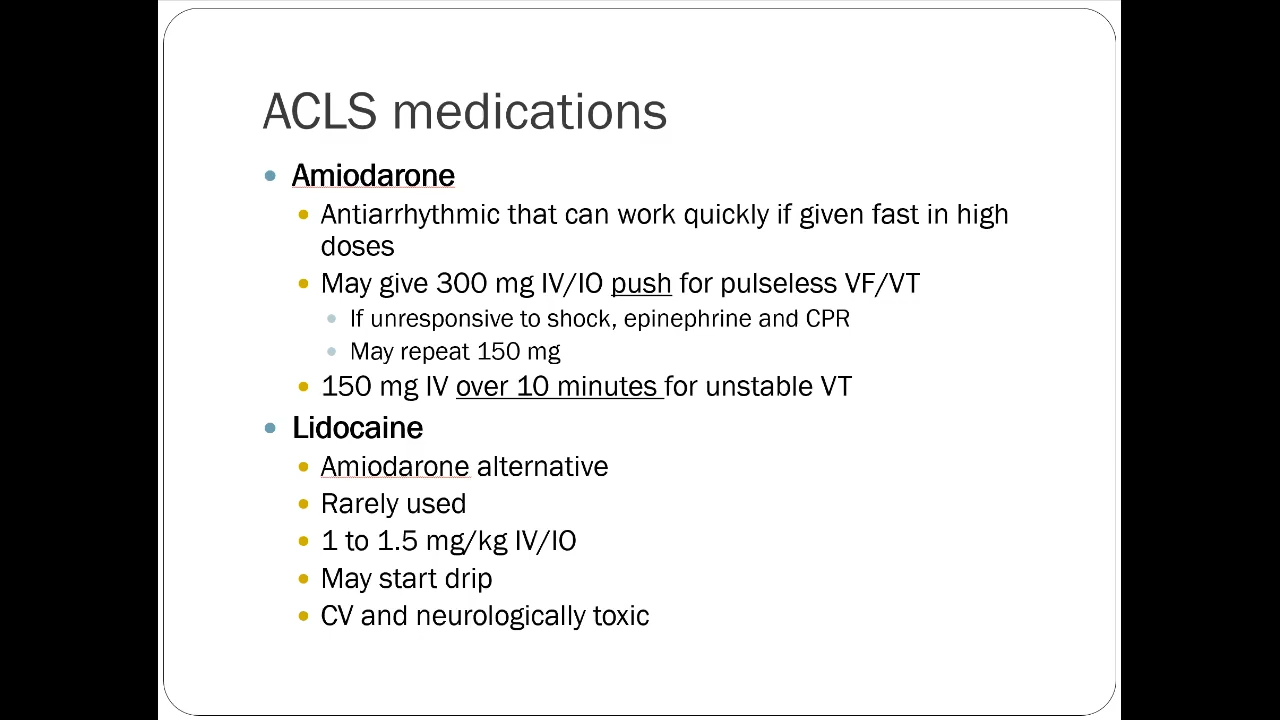 ACLS medications
Amiodarone
Antiarrhythmic that can work quickly if given fast in high
doses
May give 300 mg IV/IO push for pulseless VF/VT
If unresponsive to shock, epinephrine and CPR
May repeat 150 mg
150 mg IV over 10 minutes for unstable VT
Lidocaine
Amiodarone alternative
Rarely used
1 to 1.5 mg/kg IV/IO
May start drip
CV and neurologically toxic